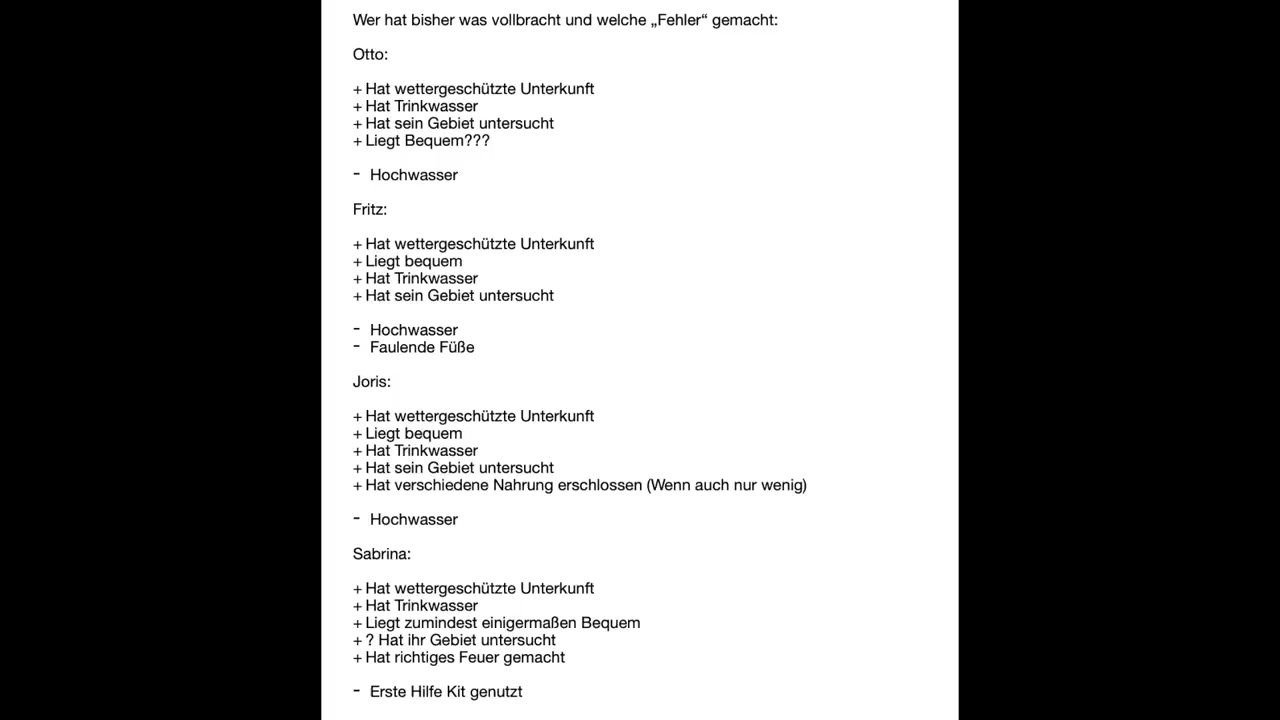 Wer hat bisher was vollbracht und welche „Fehler“ gemacht:
Otto:
+ Hat wettergeschützte Unterkunft
+ Hat Trinkwasser
+ Hat sein Gebiet untersucht
+ Liegt Bequem???
- Hochwasser
Fritz:
+ Hat wettergeschützte Unterkunft
+ Liegt bequem
+ Hat Trinkwasser
+ Hat sein Gebiet untersucht
- Hochwasser
- Faulende Füße
Joris:
+ Hat wettergeschützte Unterkunft
+ Liegt bequem
+ Hat Trinkwasser
+ Hat sein Gebiet untersucht
+ Hat verschiedene Nahrung erschlossen (Wenn auch nur wenig)
- Hochwasser
Sabrina:
+ Hat wettergeschützte Unterkunft
+ Hat Trinkwasser
+ Liegt zumindest einigermaßen Bequem
+ ? Hat ihr Gebiet untersucht
+ Hat richtiges Feuer gemacht
- Erste Hilfe Kit genutzt